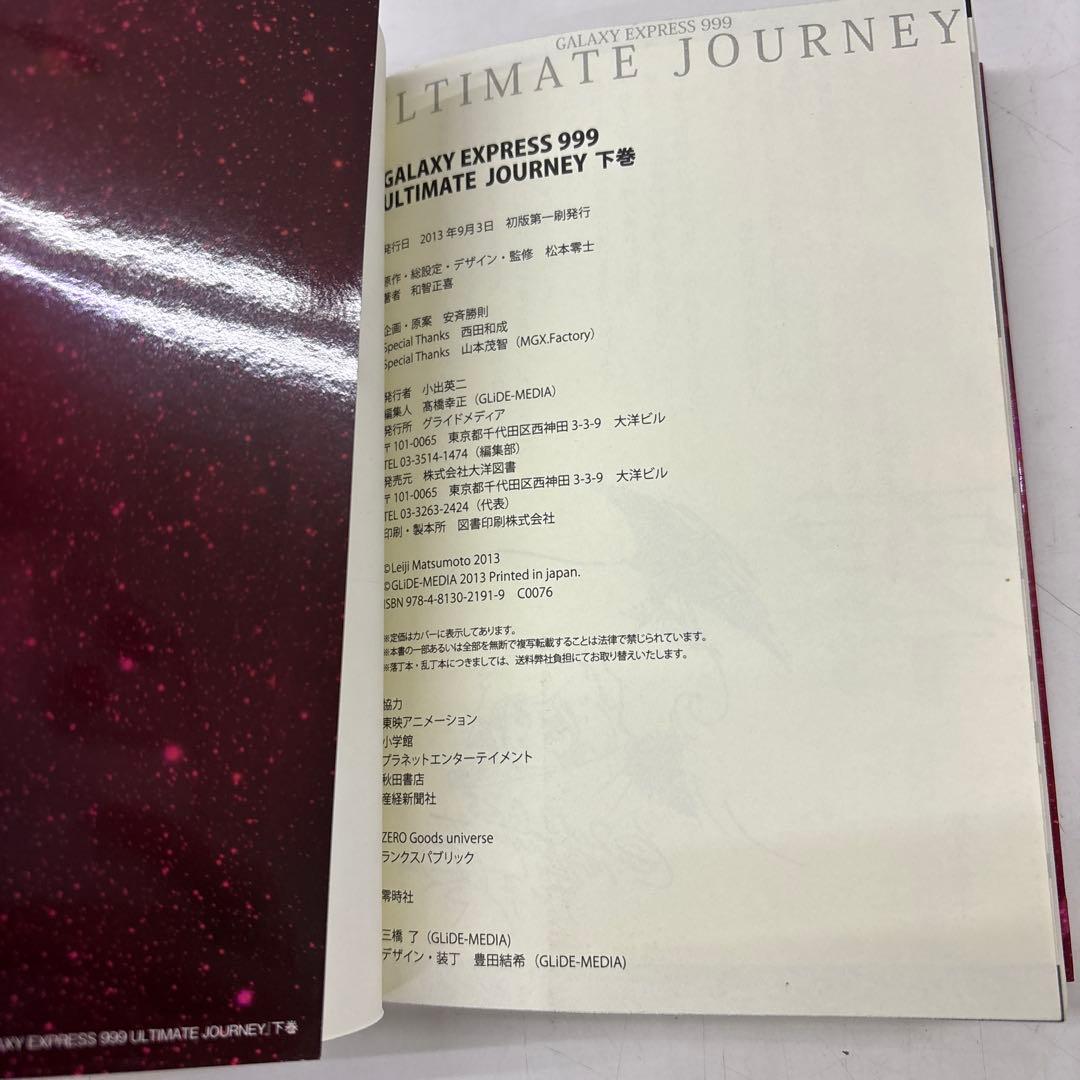 GALAXY EXPRESS 999
ULTIMATE JOURNEY
GALAXY EXPRESS 999
ULTIMATE JOURNEY 下巻
発行日 2013年9月3日 初版第一刷発行
原作・総設定・デザイン・監修 松本零士
著者 和智正喜
企画・原案 安斉勝則
Special Thanks 西田和成
Special Thanks 山本茂智（MGX.Factory）
発行者 小出英二
編集人 髙橋幸正（GLiDE-MEDIA）
発行所 グライドメディア
〒101-0065 東京都千代田区西神田3-3-9 大洋ビル
TEL 03-3514-1474（編集部）
発売元 株式会社大洋図書
〒101-0065 東京都千代田区西神田3-3-9 大洋ビル
TEL 03-3263-2424（代表）
印刷・製本所 図書印刷株式会社
©Leiji Matsumoto 2013
©GLiDE-MEDIA 2013 Printed in japan.
ISBN 978-4-8130-2191-9 C0076
※定価はカバーに表示してあります。
※本書の一部あるいは全部を無断で複写転載することは法律で禁じられています。
※落丁本・乱丁本につきましては、送料弊社負担にてお取り替えいたします。
協力
東映アニメーション
小学館
プラネットエンターテイメント
秋田書店
産経新聞社
ZERO Goods universe
ランクスパブリック
零時社
三橋 了（GLiDE-MEDIA）
デザイン・装丁 豊田結希（GLiDE-MEDIA）
AXY EXPRESS 999 ULTIMATE JOURNEY』下巻